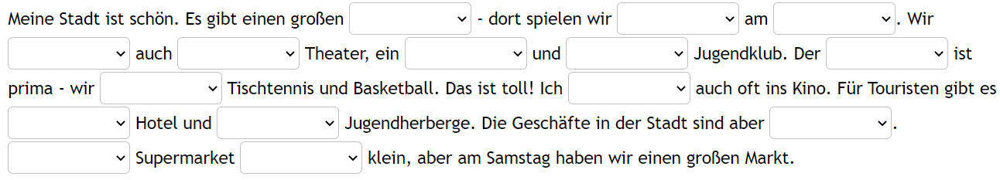 Meine Stadt ist schön. Es gibt einen großen - dort spielen wir am . Wir
auch Theater, ein und Jugendklub. Der ist
prima - wir Tischtennis und Basketball. Das ist toll! Ich auch oft ins Kino. Für Touristen gibt es
Hotel und Jugendherberge. Die Geschäfte in der Stadt sind aber .
Supermarket klein, aber am Samstag haben wir einen großen Markt.